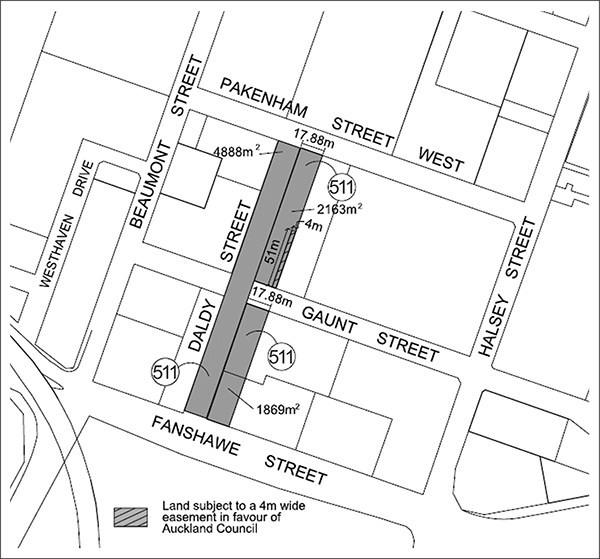 PAKENHAM STREET WEST
17.88m
4888m²
511
2163m²
4m
51m
BEAUMONT STREET
WESTHAVEN DRIVE
DALDY STREET
HALSEY STREET
17.88m
GAUNT STREET
511
511
1869m²
FANSHAWE STREET
Land subject to a 4m wide
easement in favour of
Auckland Council